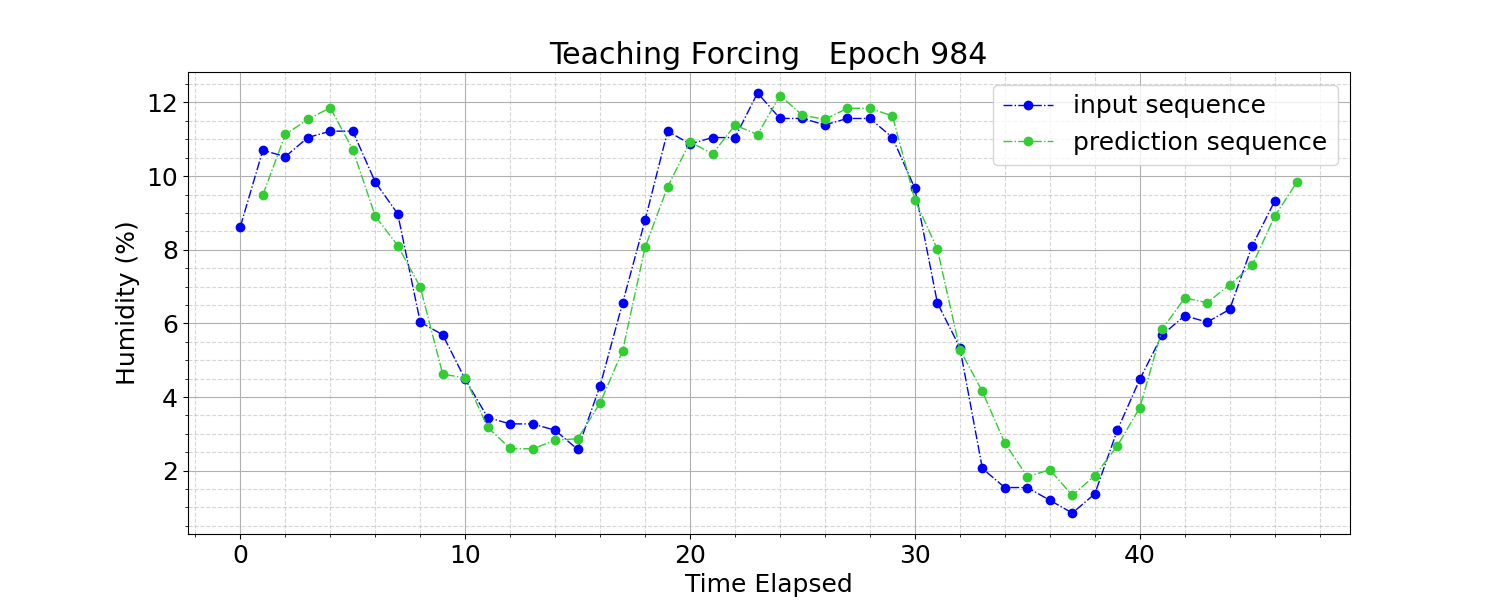 Teaching Forcing   Epoch 984
input sequence
prediction sequence
Humidity (%)
12
10
8
6
4
2
0 10 20 30 40
Time Elapsed